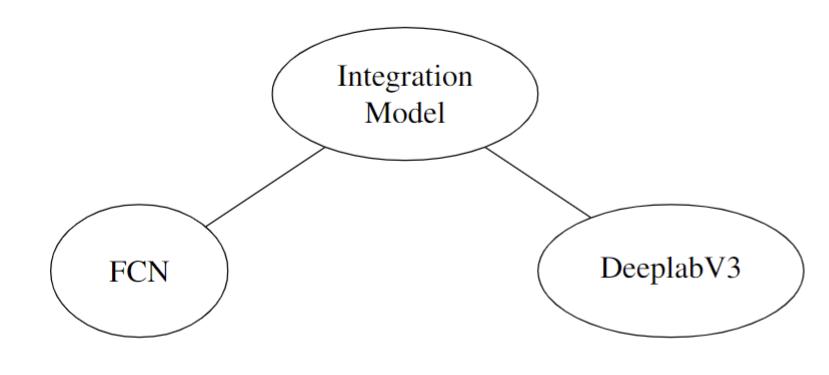 Integration
Model
FCN
DeeplabV3